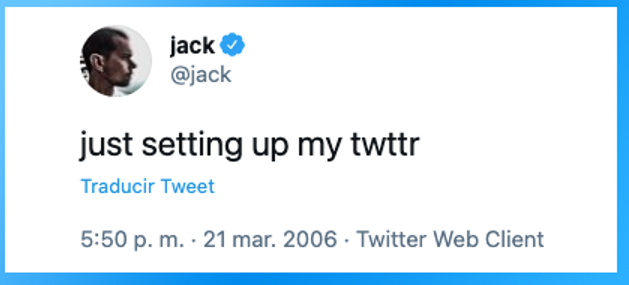 jack
@jack
just setting up my twttr
Traducir Tweet
5:50 p. m. · 21 mar. 2006 · Twitter Web Client